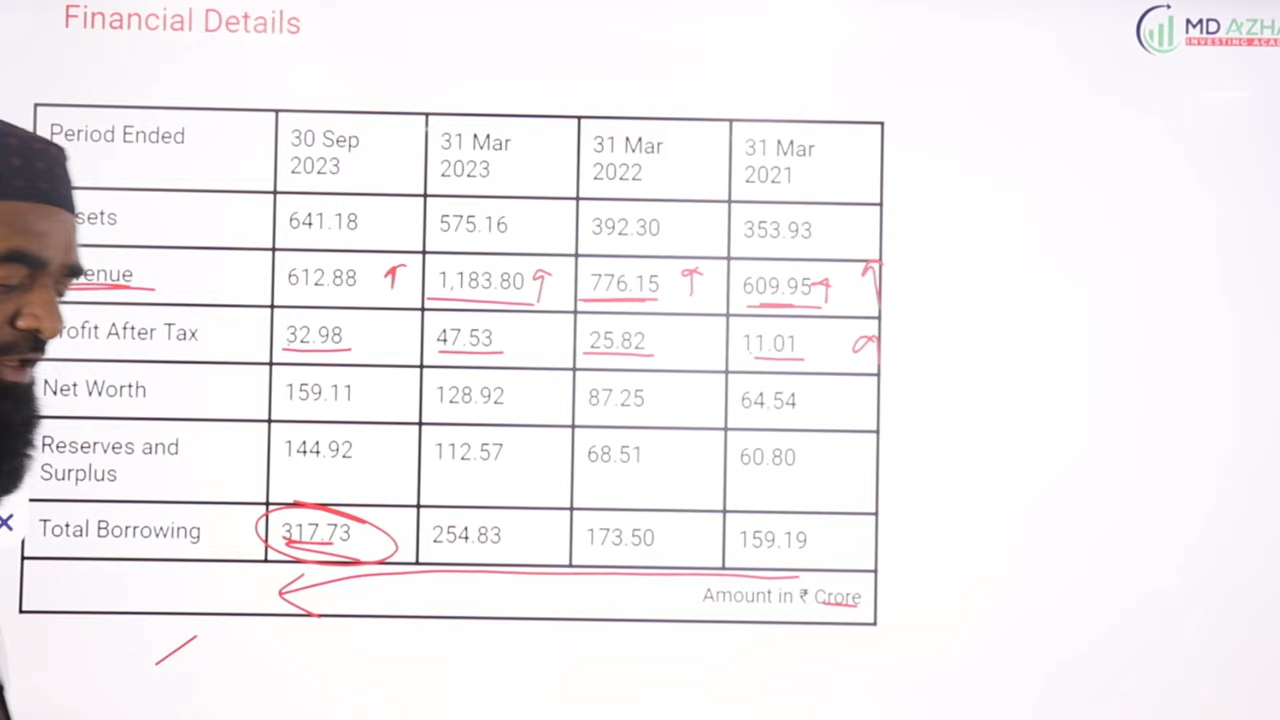 Financial Details
MD AZHA
INVESTING ACA
Period Ended
30 Sep
2023
31 Mar
2023
31 Mar
2022
31 Mar
2021
sets
641.18
575.16
392.30
353.93
enue
612.88
1,183.80
776.15
609.95
ofit After Tax
32.98
47.53
25.82
11.01
Net Worth
159.11
128.92
87.25
64.54
Reserves and
Surplus
144.92
112.57
68.51
60.80
Total Borrowing
317.73
254.83
173.50
159.19
Amount in ₹ Crore